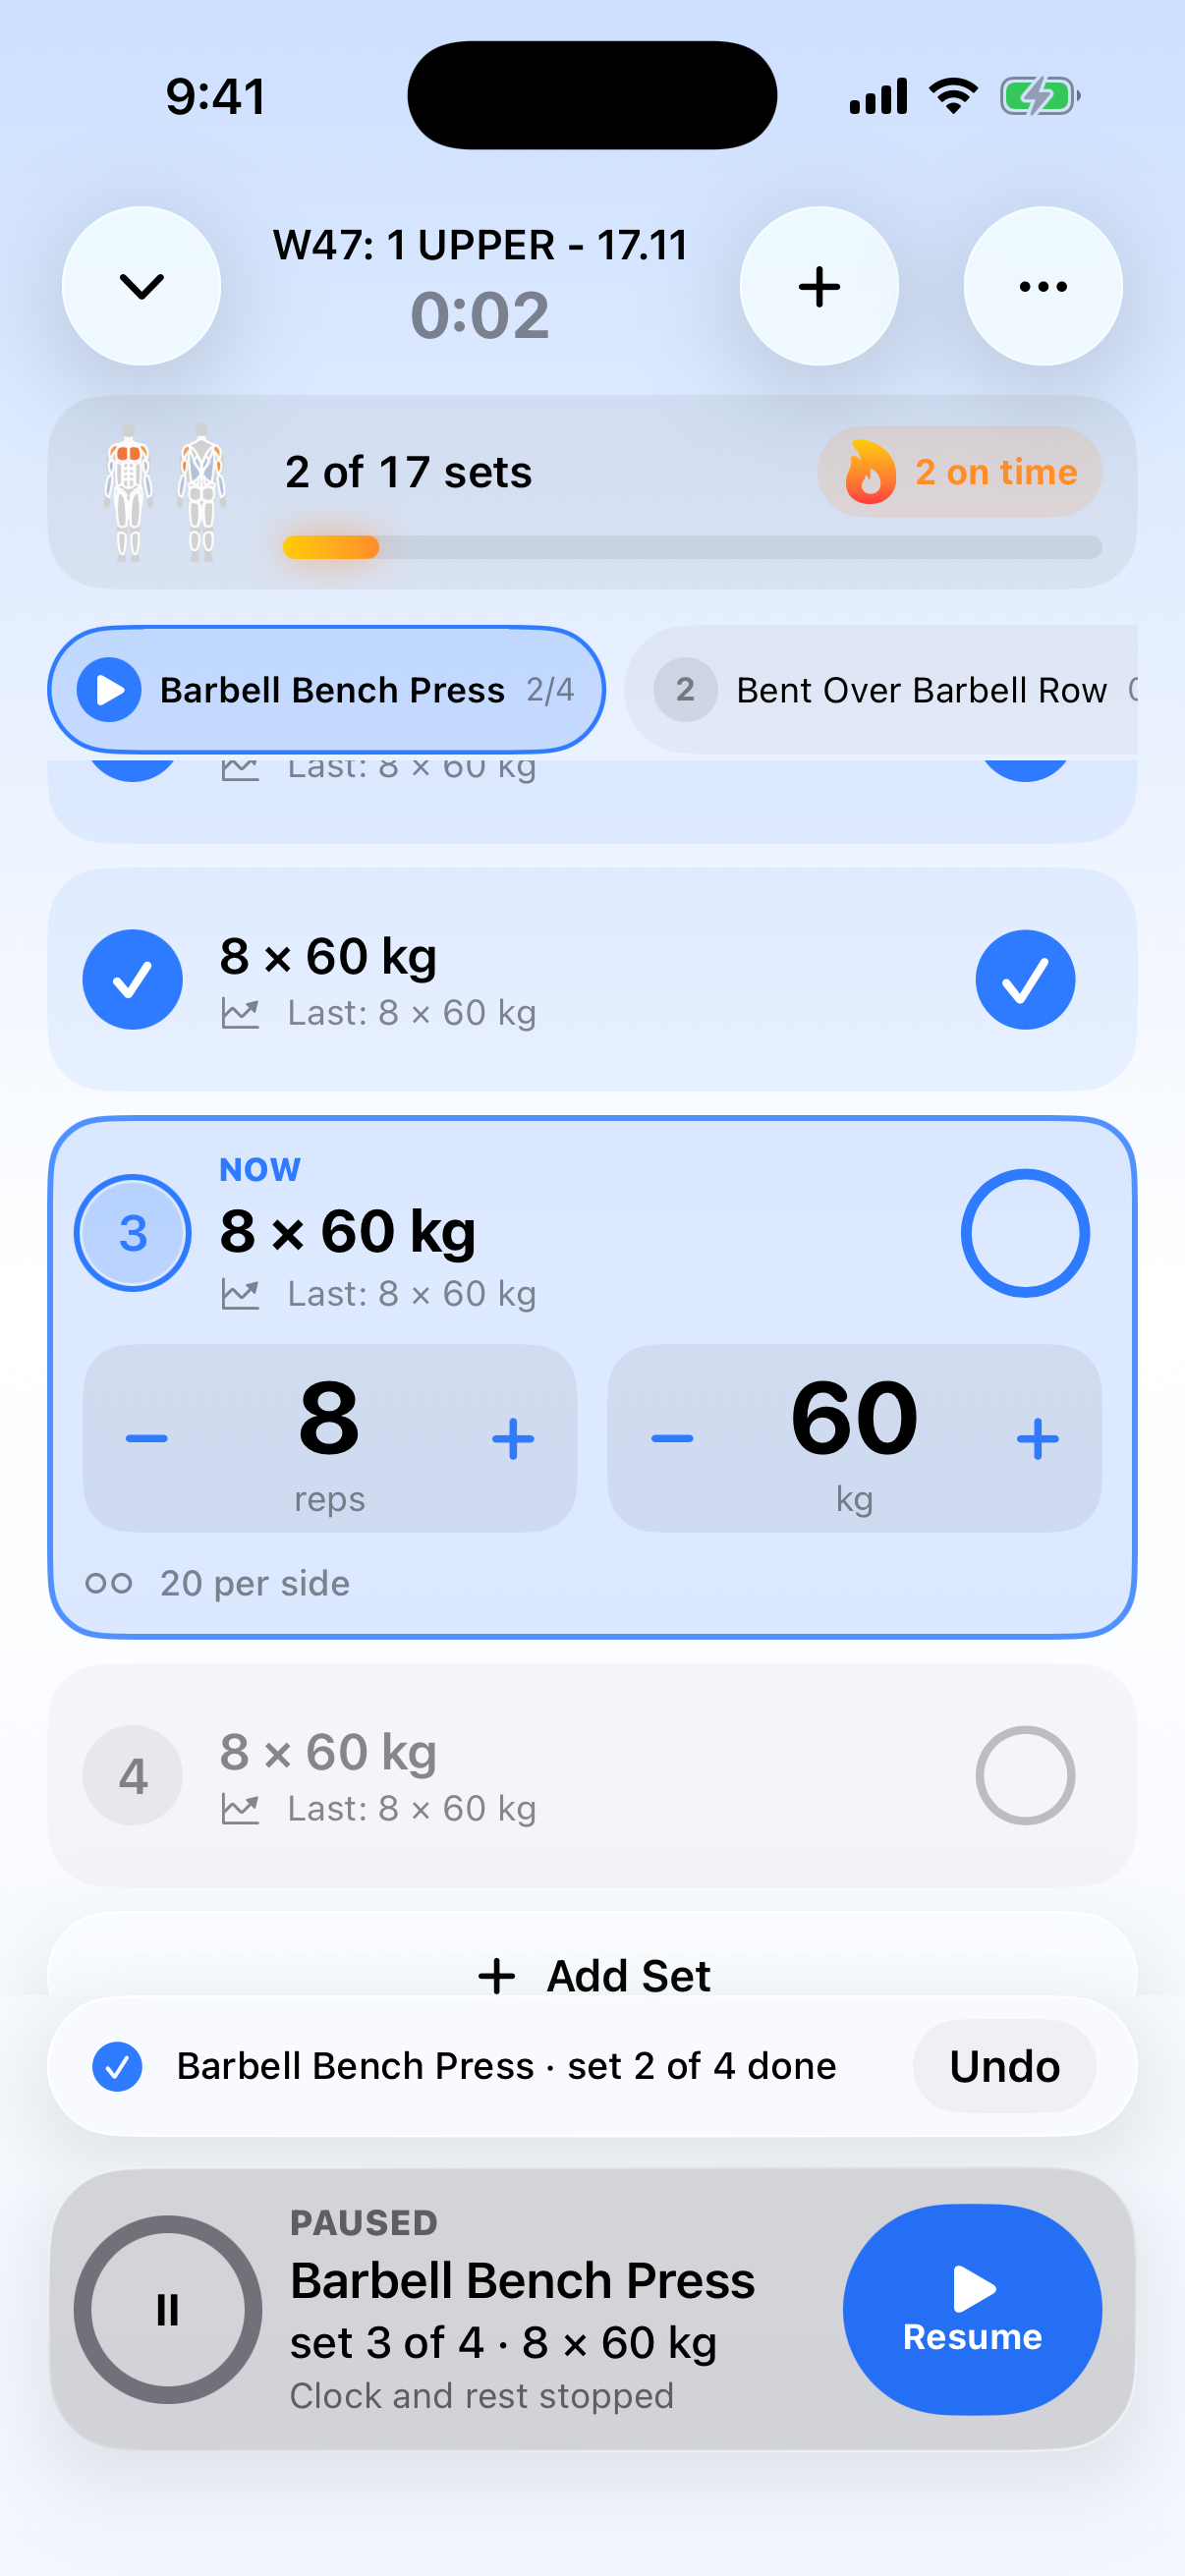 9:41
W47: 1 UPPER - 17.11
0:02
2 of 17 sets
2 on time
Barbell Bench Press 2/4
2 Bent Over Barbell Row
Last: 8 × 60 kg
8 × 60 kg
Last: 8 × 60 kg
NOW
3
8 × 60 kg
Last: 8 × 60 kg
8
reps
60
kg
20 per side
4
8 × 60 kg
Last: 8 × 60 kg
Add Set
Barbell Bench Press · set 2 of 4 done
Undo
PAUSED
Barbell Bench Press
set 3 of 4 · 8 × 60 kg
Clock and rest stopped
Resume